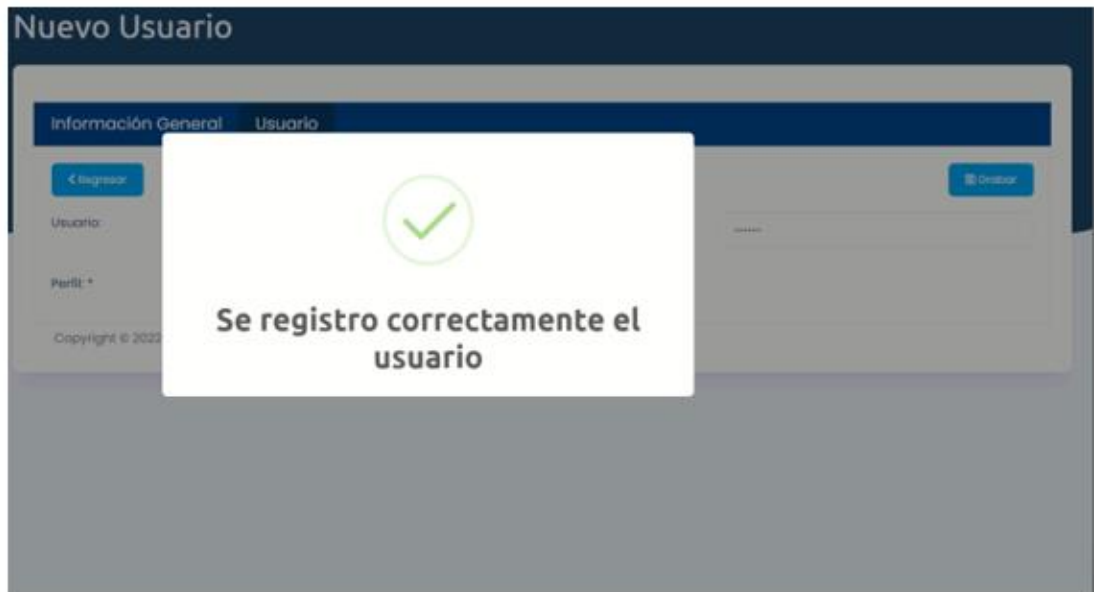 Nuevo Usuario
Información General Usuario
Regresar
Grabar
Usuario:
Perfil: *
Se registro correctamente el
usuario
Copyright © 2022